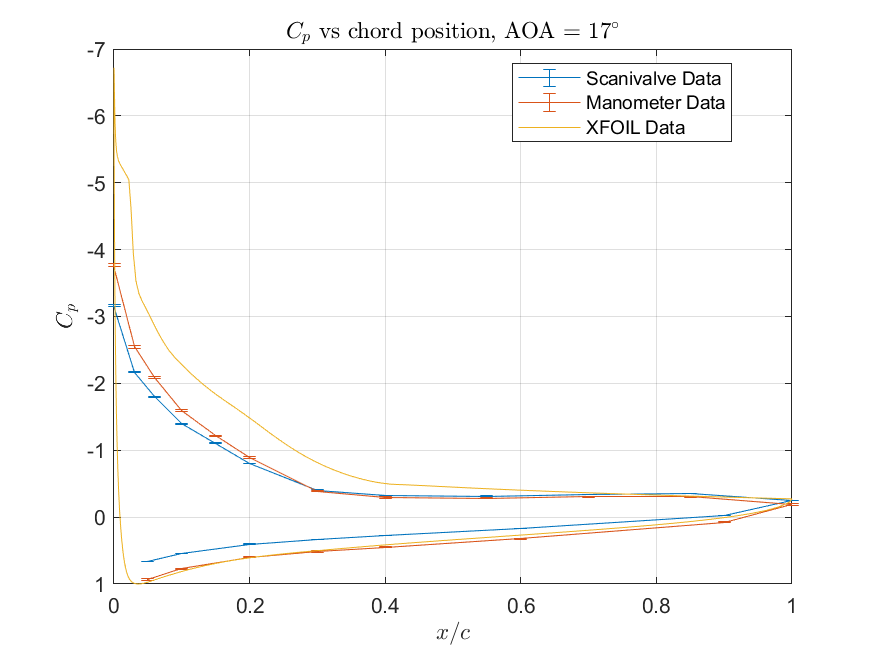 C_p vs chord position, AOA = 17°
-7
-6
-5
-4
-3
-2
-1
0
1
C_p
Scanivalve Data
Manometer Data
XFOIL Data
0 0.2 0.4 0.6 0.8 1
x/c